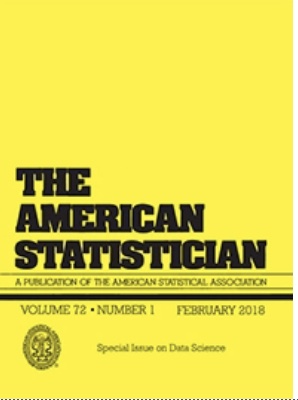 THE
AMERICAN
STATISTICIAN
A PUBLICATION OF THE AMERICAN STATISTICAL ASSOCIATION
VOLUME 72 • NUMBER 1 FEBRUARY 2018
Special Issue on Data Science